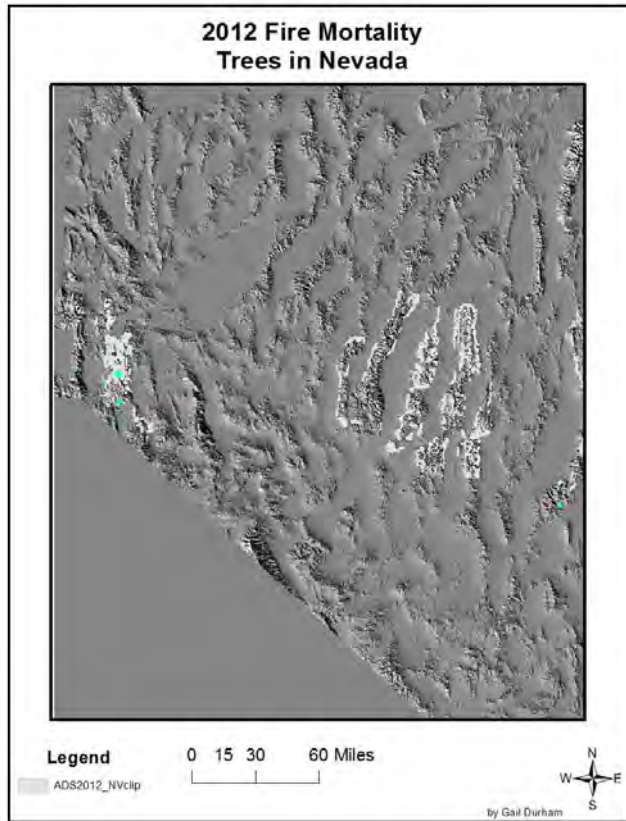 2012 Fire Mortality
Trees in Nevada
Legend
ADS2012_NVclip
0 15 30 60 Miles
N
W E
S
by Gail Durham